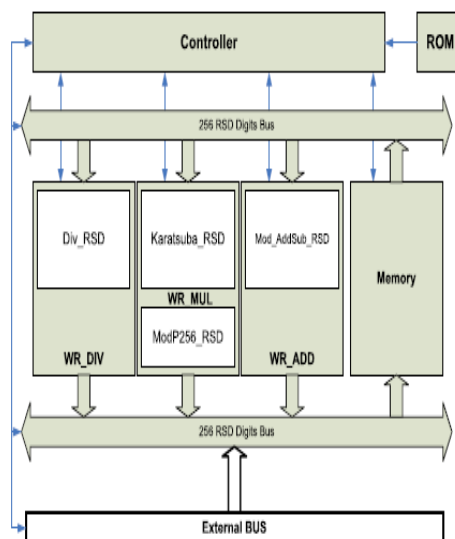 Controller
ROM
256 RSD Digits Bus
Div_RSD
Karatsuba_RSD
Mod_AddSub_RSD
Memory
WR_MUL
ModP256_RSD
WR_DIV
WR_ADD
256 RSD Digits Bus
External BUS